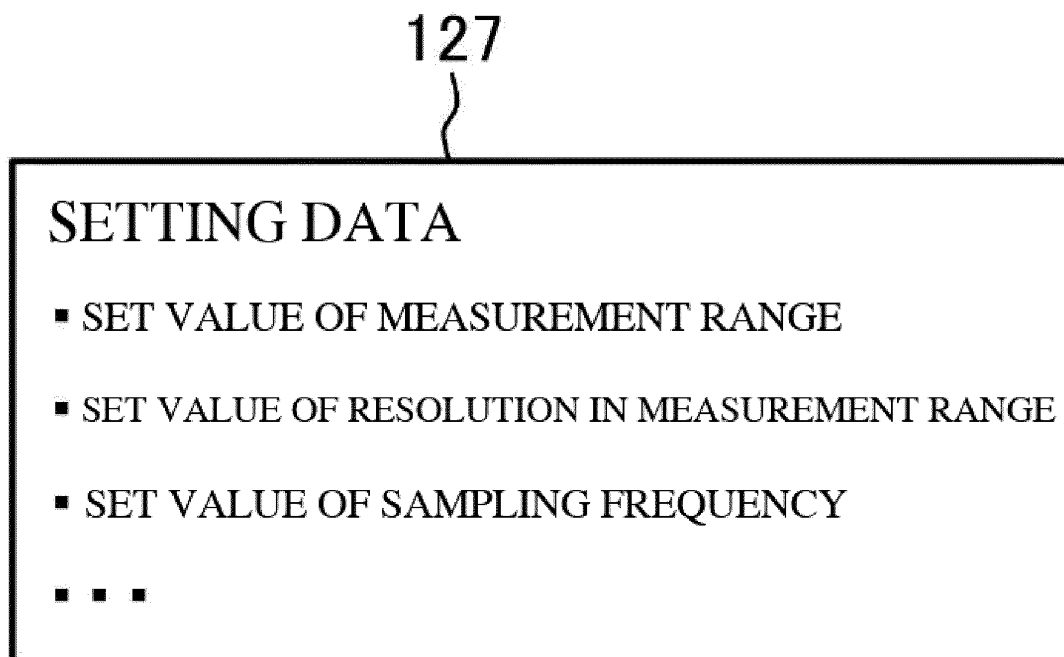 127
SETTING DATA
▪ SET VALUE OF MEASUREMENT RANGE
▪ SET VALUE OF RESOLUTION IN MEASUREMENT RANGE
▪ SET VALUE OF SAMPLING FREQUENCY
▪ ▪ ▪